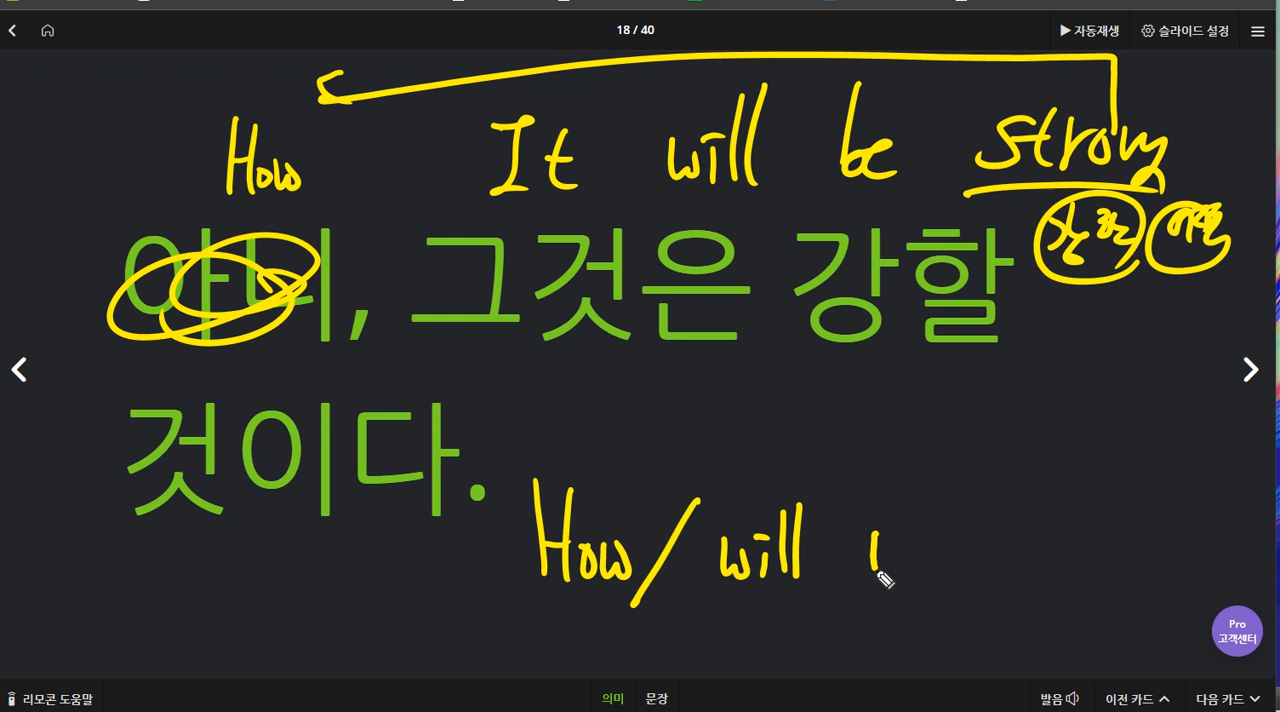 18 / 40
자동재생
슬라이드 설정
How It will be strong
아니, 그것은 강할
것이다.
How / will
Pro
고객센터
리모콘 도움말
의미
문장
발음
이전 카드
다음 카드